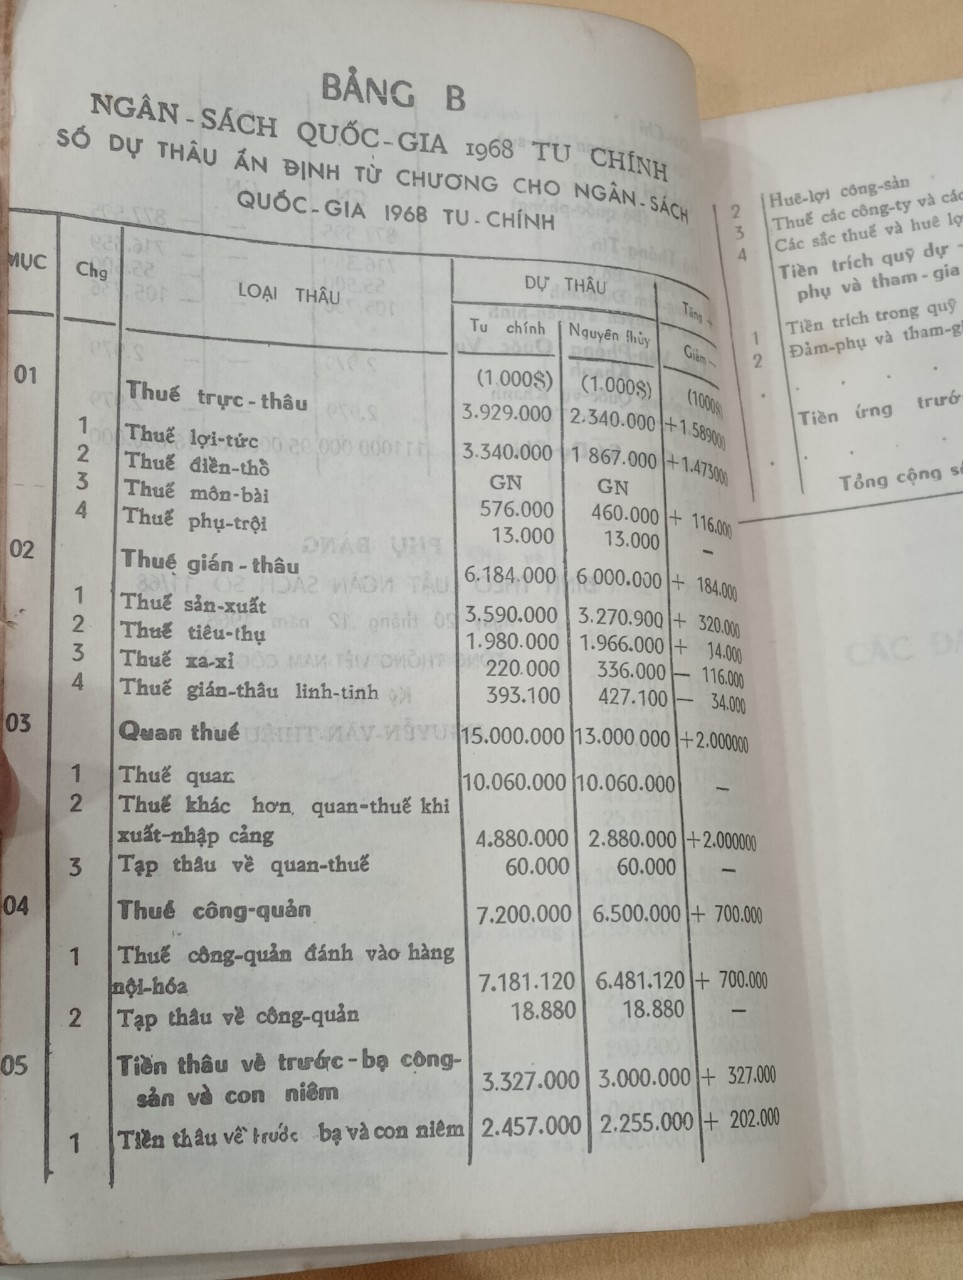 BẢNG B
NGÂN-SÁCH QUỐC-GIA 1968 TU CHÍNH
SỐ DỰ THÂU ẤN ĐỊNH TỪ CHƯƠNG CHO NGÂN-SÁCH
QUỐC-GIA 1968 TU-CHÍNH
MỤC Chg LOẠI THÂU DỰ THÂU Tăng +
Tu chính Nguyên thủy Giảm —
(1.000$) (1.000$) (1000$)
01 Thuế trực-thâu 3.929.000 2.340.000 +1.589000
1 Thuế lợi-tức 3.340.000 1 867.000 +1.473000
2 Thuế điền-thổ GN GN
3 Thuế môn-bài 576.000 460.000 + 116.000
4 Thuế phụ-trội 13.000 13.000 —
02 Thuế gián-thâu 6.184.000 6.000.000 + 184.000
1 Thuế sản-xuất 3.590.000 3.270.900 + 320.000
2 Thuế tiêu-thụ 1.980.000 1.966.000 + 14.000
3 Thuế xa-xỉ 220.000 336.000 — 116.000
4 Thuế gián-thâu linh-tinh 393.100 427.100 — 34.000
03 Quan thuế 15.000.000 13.000 000 +2.000000
1 Thuế quan 10.060.000 10.060.000 —
2 Thuế khác hơn quan-thuế khi
xuất-nhập cảng 4.880.000 2.880.000 +2.000000
3 Tạp thâu về quan-thuế 60.000 60.000 —
04 Thuế công-quản 7.200.000 6.500.000 + 700.000
1 Thuế công-quản đánh vào hàng
nội-hóa 7.181.120 6.481.120 + 700.000
2 Tạp thâu về công-quản 18.880 18.880 —
05 Tiền thâu về trước-bạ công-
sản và con niêm 3.327.000 3.000.000 + 327.000
1 Tiền thâu về trước bạ và con niêm 2.457.000 2.255.000 + 202.000
2 Huê-lợi công-sản
3 Thuế các công-ty và các
4 Các sắc thuế và huê
Tiền trích quỹ dự -
phụ và tham-gia
1 Tiền trích trong quỹ
2 Đảm-phụ và
Tiền ứng
Tổng cộng